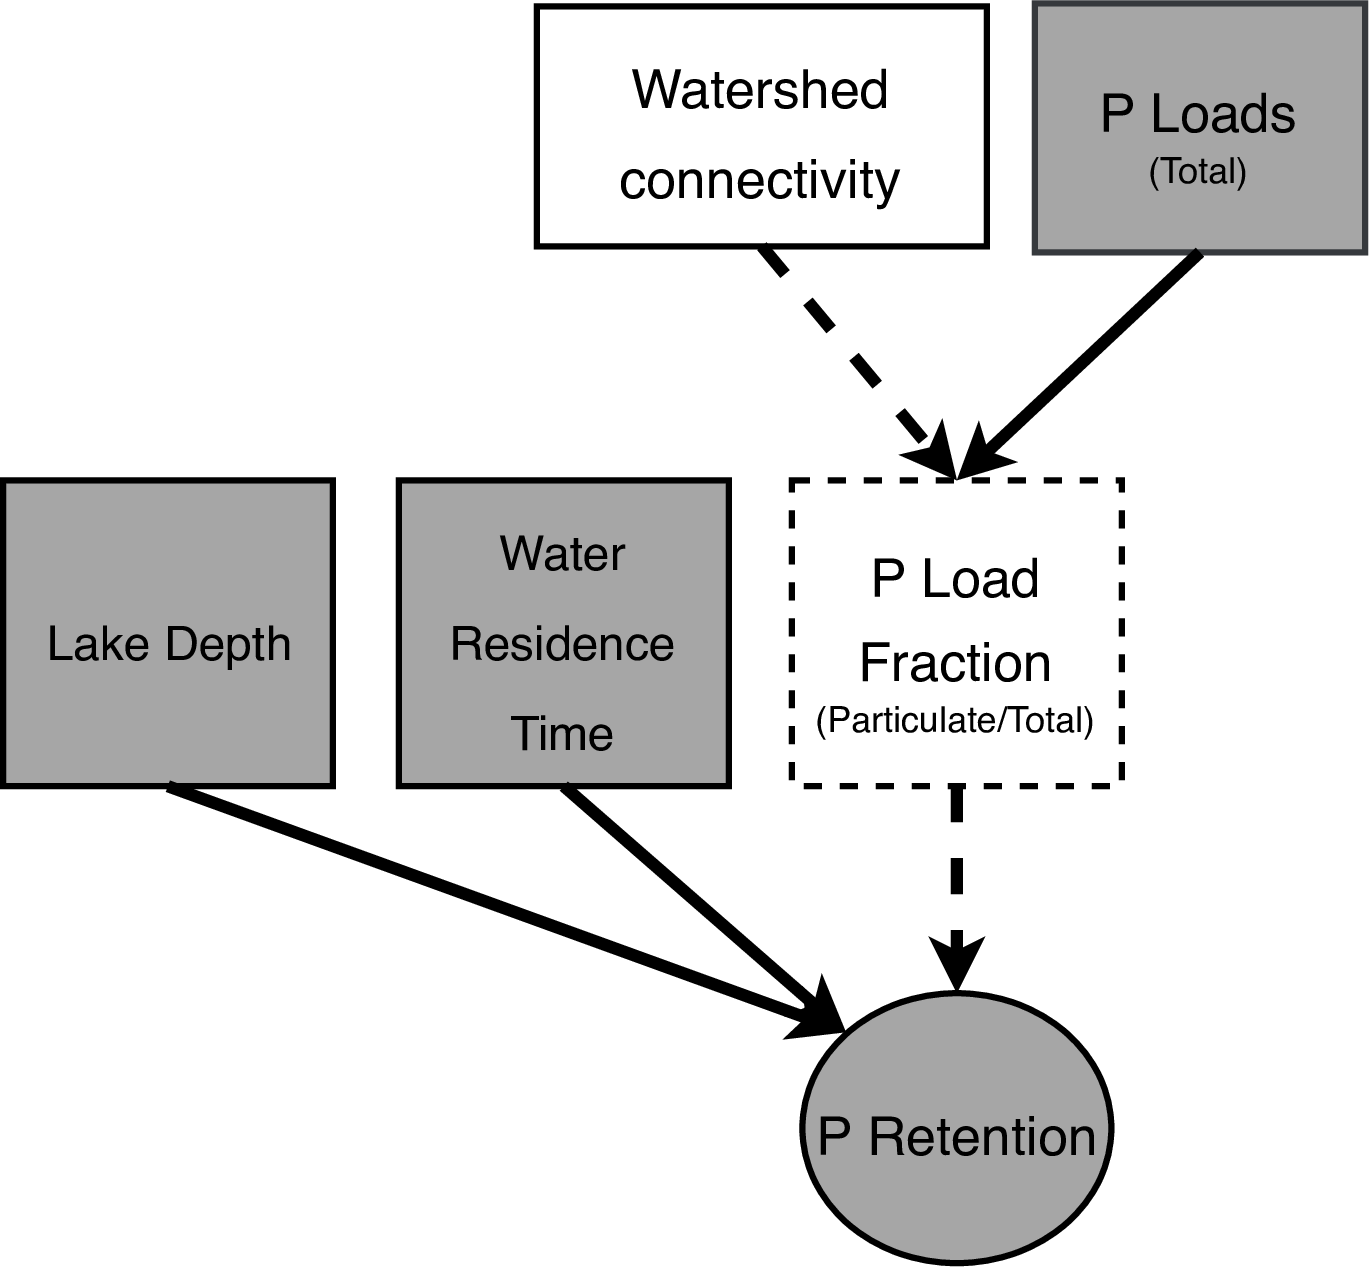 Watershed
connectivity
P Loads
(Total)
Lake Depth
Water
Residence
Time
P Load
Fraction
(Particulate/Total)
P Retention